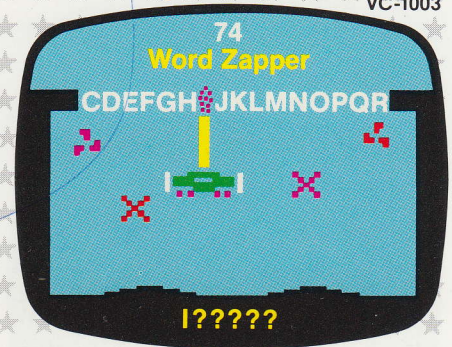 VC-1003
74
Word Zapper
CDEFGH JKLMNOPQR
I?????